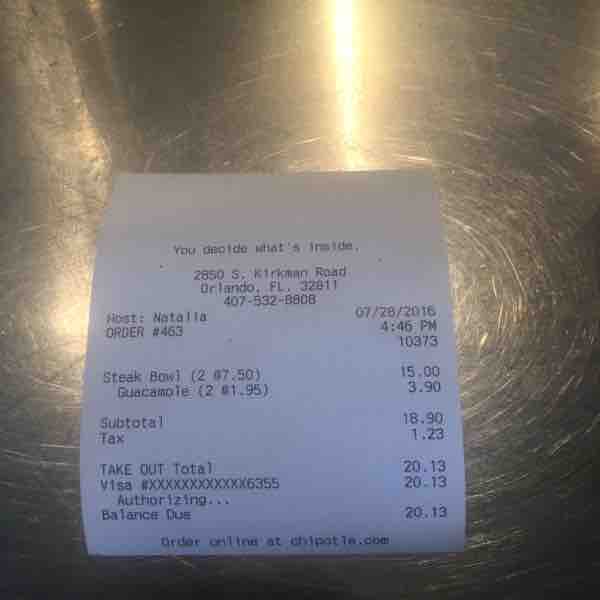 You decide what's inside.
2850 S. Kirkman Road
Orlando, FL. 32811
407-532-8808
Host: Natalia 07/28/2016
ORDER #463 4:46 PM
10373
Steak Bowl (2 @7.50) 15.00
Guacamole (2 @1.95) 3.90
Subtotal 18.90
Tax 1.23
TAKE OUT Total 20.13
Visa #XXXXXXXXXXXX6355 20.13
Authorizing...
Balance Due 20.13
Order online at chipotle.com